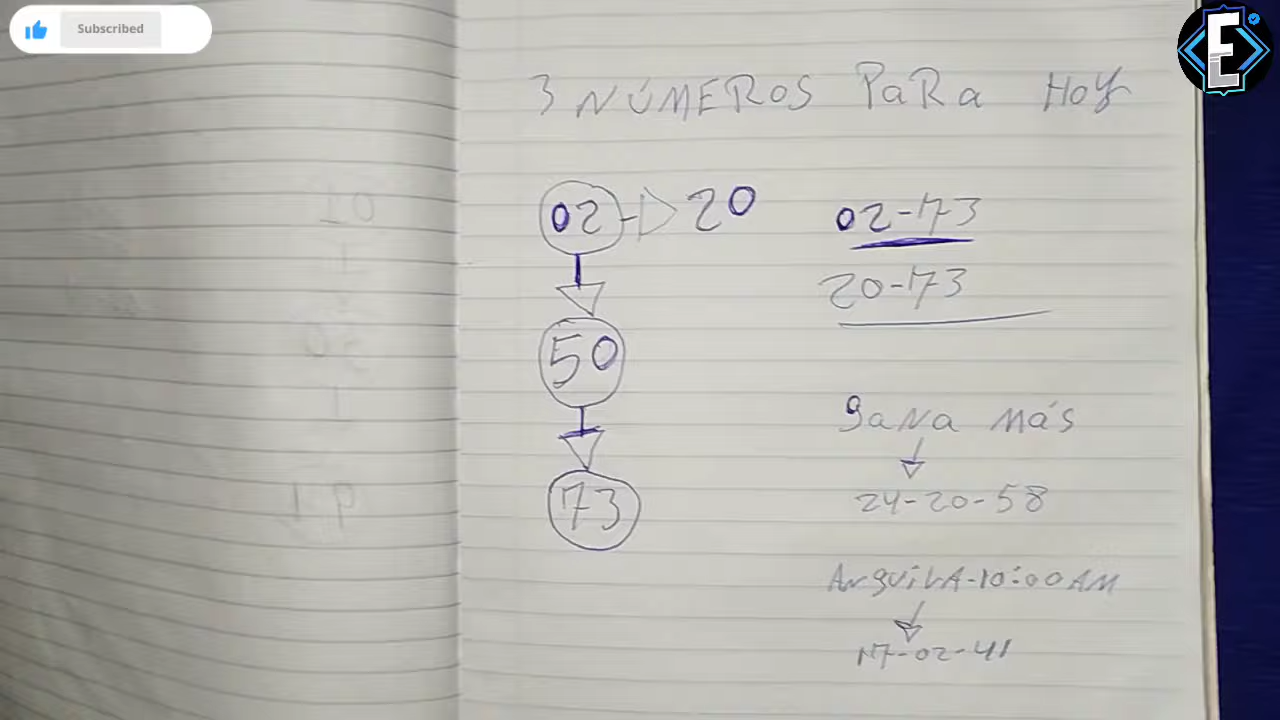 Subscribed
3 NÚMEROS PaRa HOY
02 20
50
73
02-73
20-73
gaNa Más
24-20-58
ANguiLA-10:00AM
17-02-41